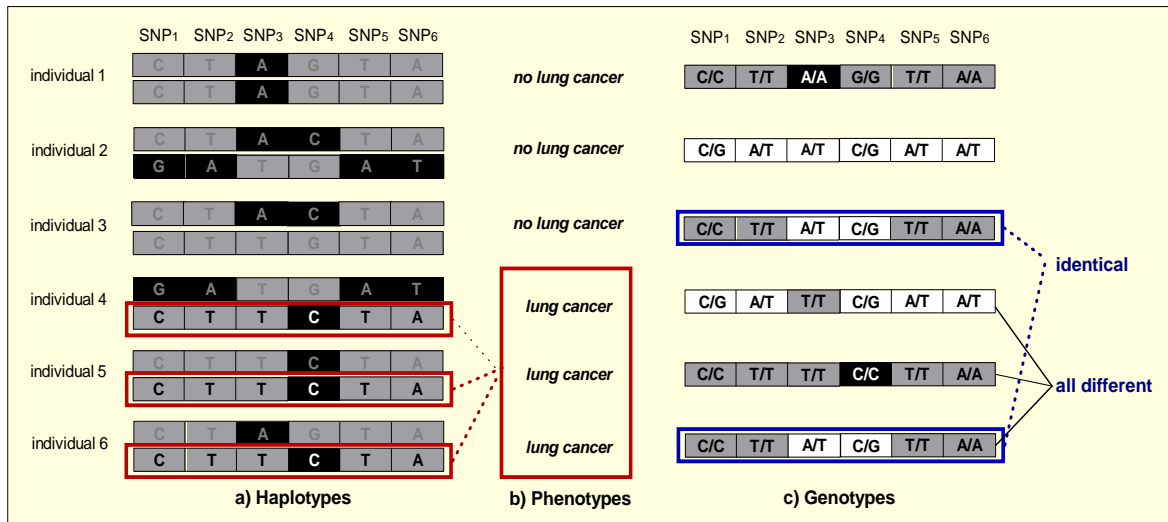 SNP1 SNP2 SNP3 SNP4 SNP5 SNP6 SNP1 SNP2 SNP3 SNP4 SNP5 SNP6
C T A G T A
individual 1 no lung cancer C/C T/T A/A G/G T/T A/A
C T A G T A
C T A C T A
individual 2 no lung cancer C/G A/T A/T C/G A/T A/T
G A T G A T
C T A C T A
individual 3 no lung cancer C/C T/T A/T C/G T/T A/A
C T T G T A
identical
G A T G A T
individual 4 lung cancer C/G A/T T/T C/G A/T A/T
C T T C T A
C T T C T A
individual 5 lung cancer C/C T/T T/T C/C T/T A/A
C T T C T A
all different
C T A G T A
individual 6 lung cancer C/C T/T A/T C/G T/T A/A
C T T C T A
a) Haplotypes b) Phenotypes c) Genotypes